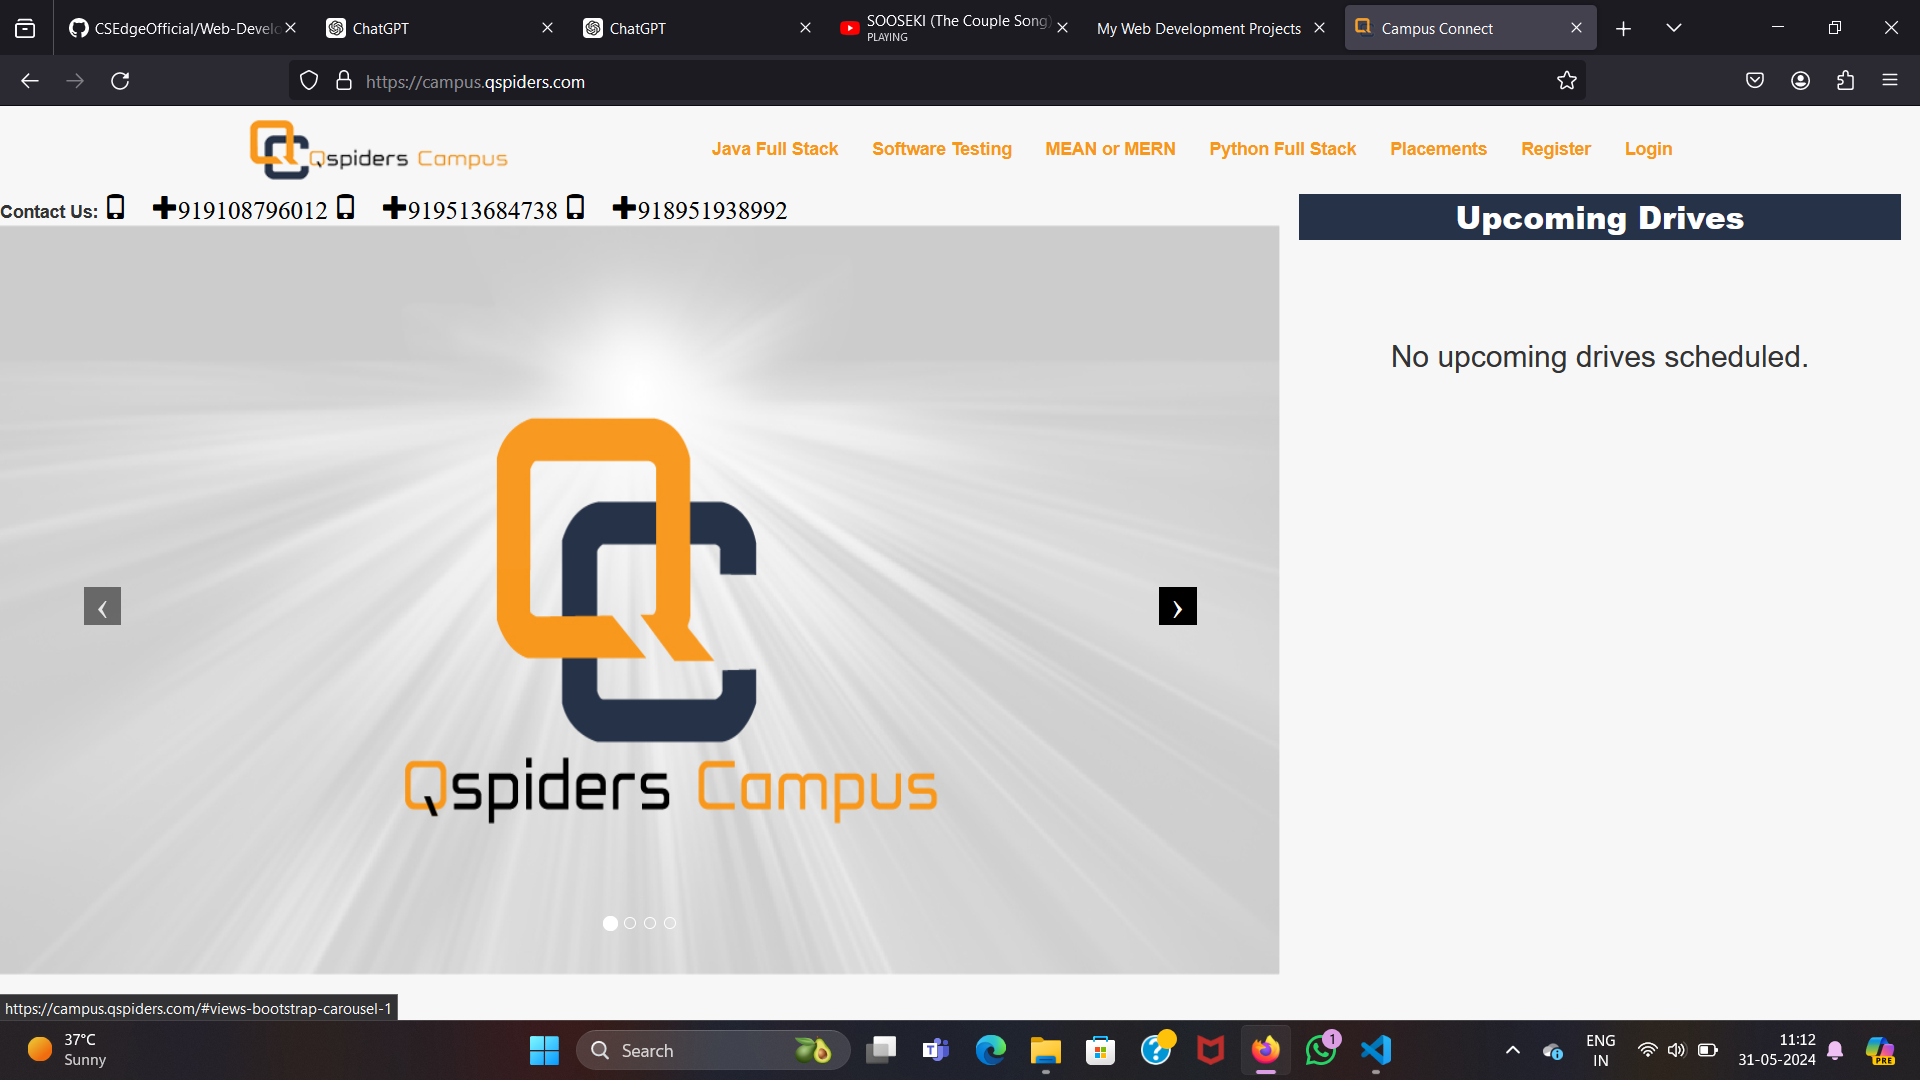 CSEdgeOfficial/Web-Develo
ChatGPT
ChatGPT
SOOSEKI (The Couple Song)
PLAYING
My Web Development Projects
Campus Connect
https://campus.qspiders.com
Qspiders Campus
Java Full Stack
Software Testing
MEAN or MERN
Python Full Stack
Placements
Register
Login
Contact Us: +919108796012 +919513684738 +918951938992
Upcoming Drives
No upcoming drives scheduled.
Qspiders Campus
https://campus.qspiders.com/#views-bootstrap-carousel-1
37°C
Sunny
Search
1
ENG
IN
11:12
31-05-2024
PRE